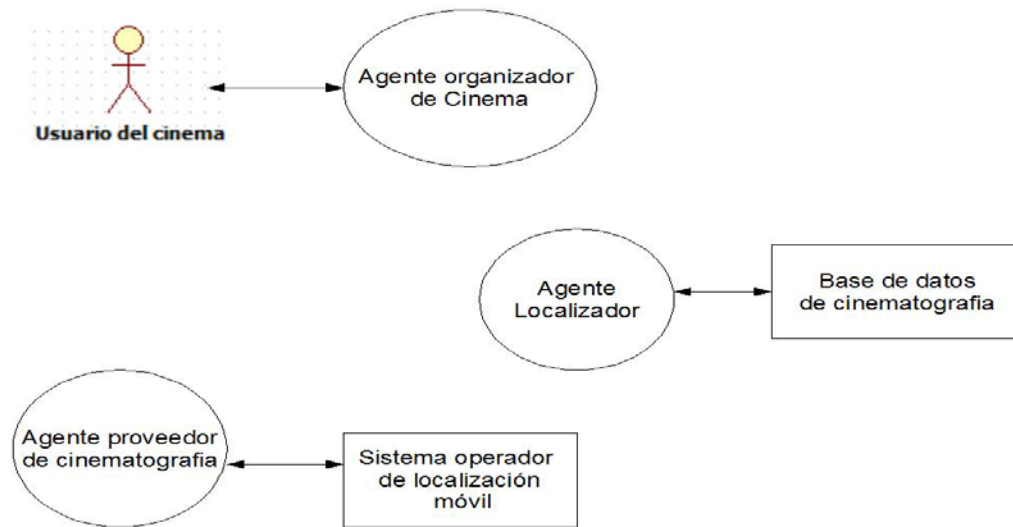 Agente organizador
de Cinema
Usuario del cinema
Agente
Localizador
Base de datos
de cinematografia
Agente proveedor
de cinematografia
Sistema operador
de localización
móvil